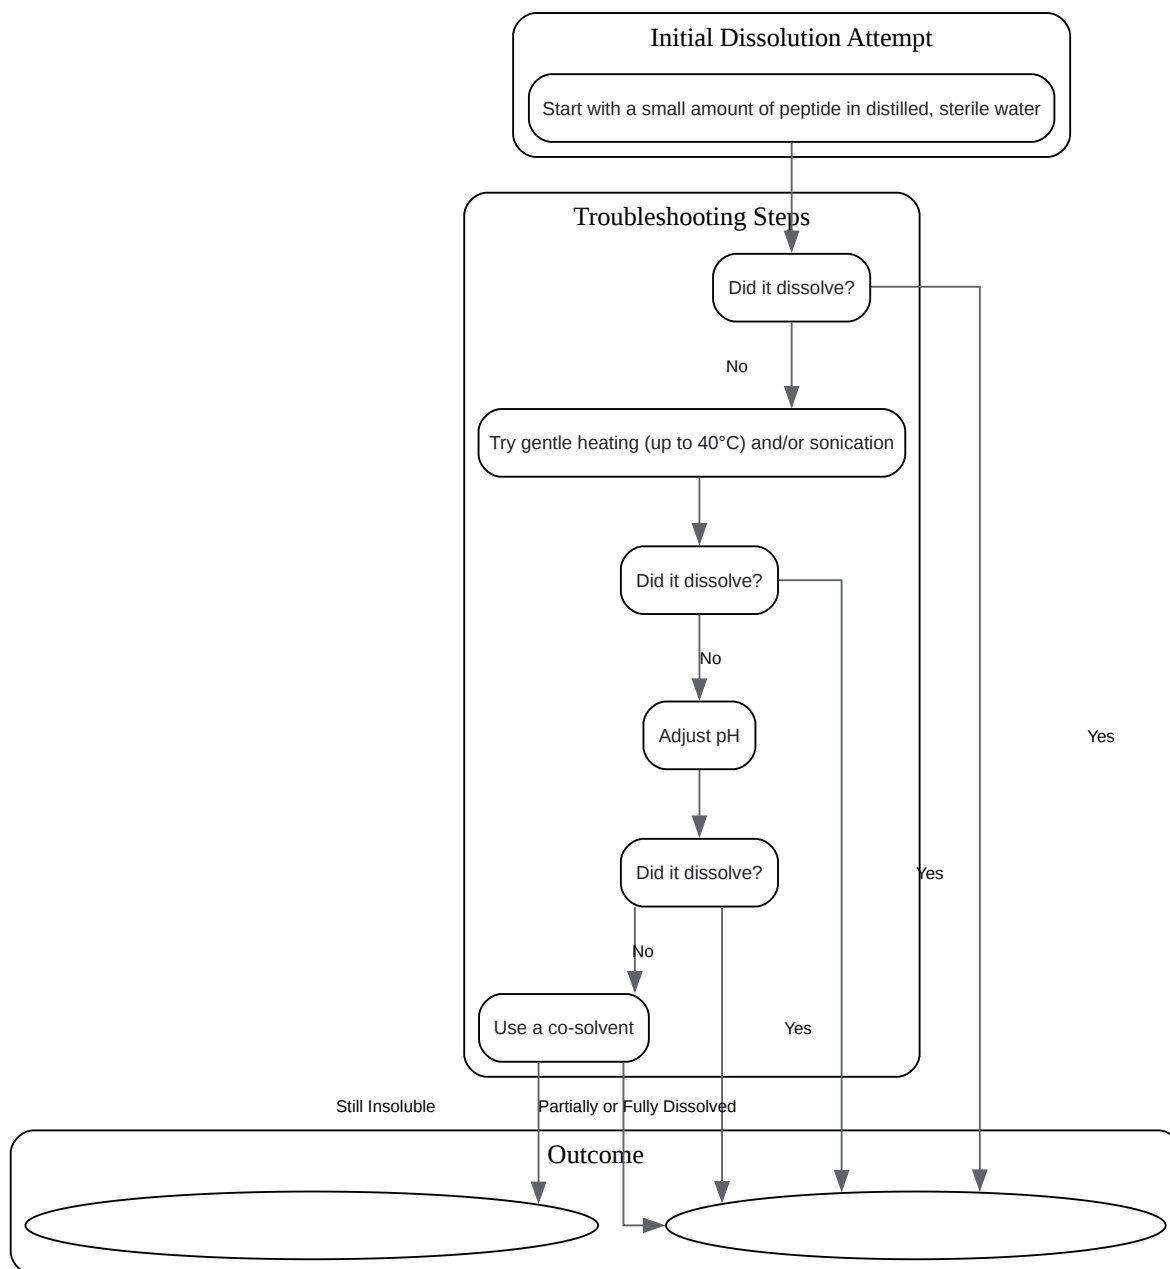 Initial Dissolution Attempt
Start with a small amount of peptide in distilled, sterile water
Troubleshooting Steps
Did it dissolve?
No
Try gentle heating (up to 40°C) and/or sonication
Did it dissolve?
No
Adjust pH
Yes
Did it dissolve?
Yes
No
Use a co-solvent
Yes
Still Insoluble
Partially or Fully Dissolved
Outcome